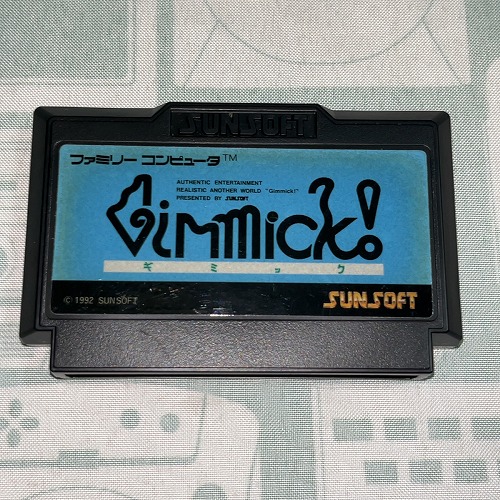 SUNSOFT
ファミリー コンピュータ™
AUTHENTIC ENTERTAINMENT
REALISTIC ANOTHER WORLD "Gimmick!"
PRESENTED BY SUNSOFT
Gimmick!
ギミック
© 1992 SUNSOFT
SUNSOFT